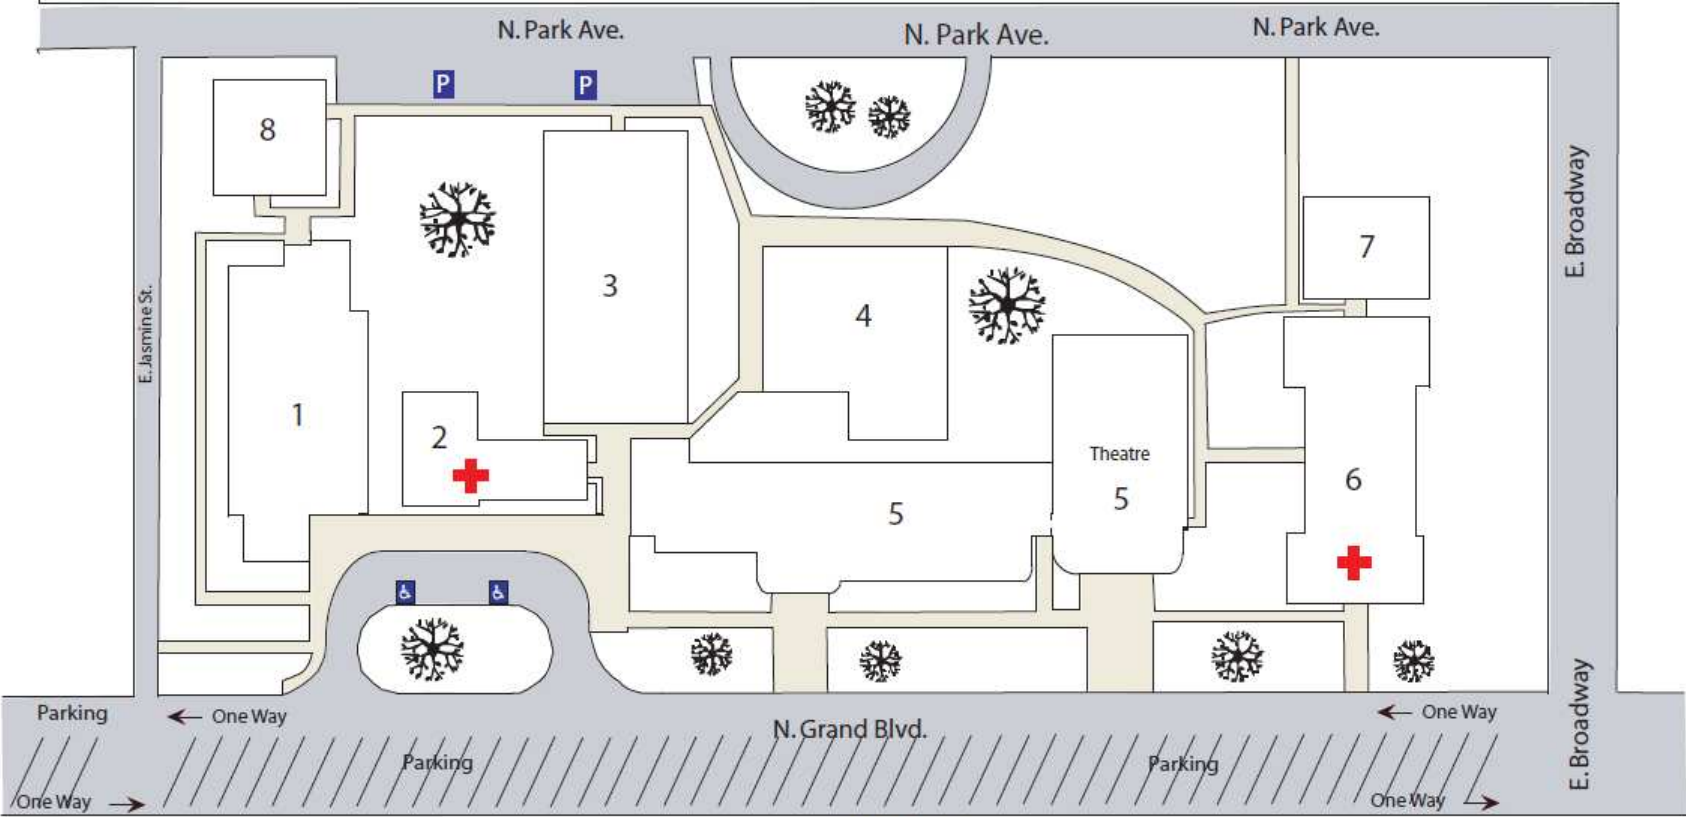 N. Park Ave.
N. Park Ave.
N. Park Ave.
P
P
8
E. Broadway
7
3
4
E. Jasmine St.
1
2
Theatre
5
5
6
E. Broadway
Parking
One Way
N. Grand Blvd.
One Way
Parking
Parking
One Way
One Way